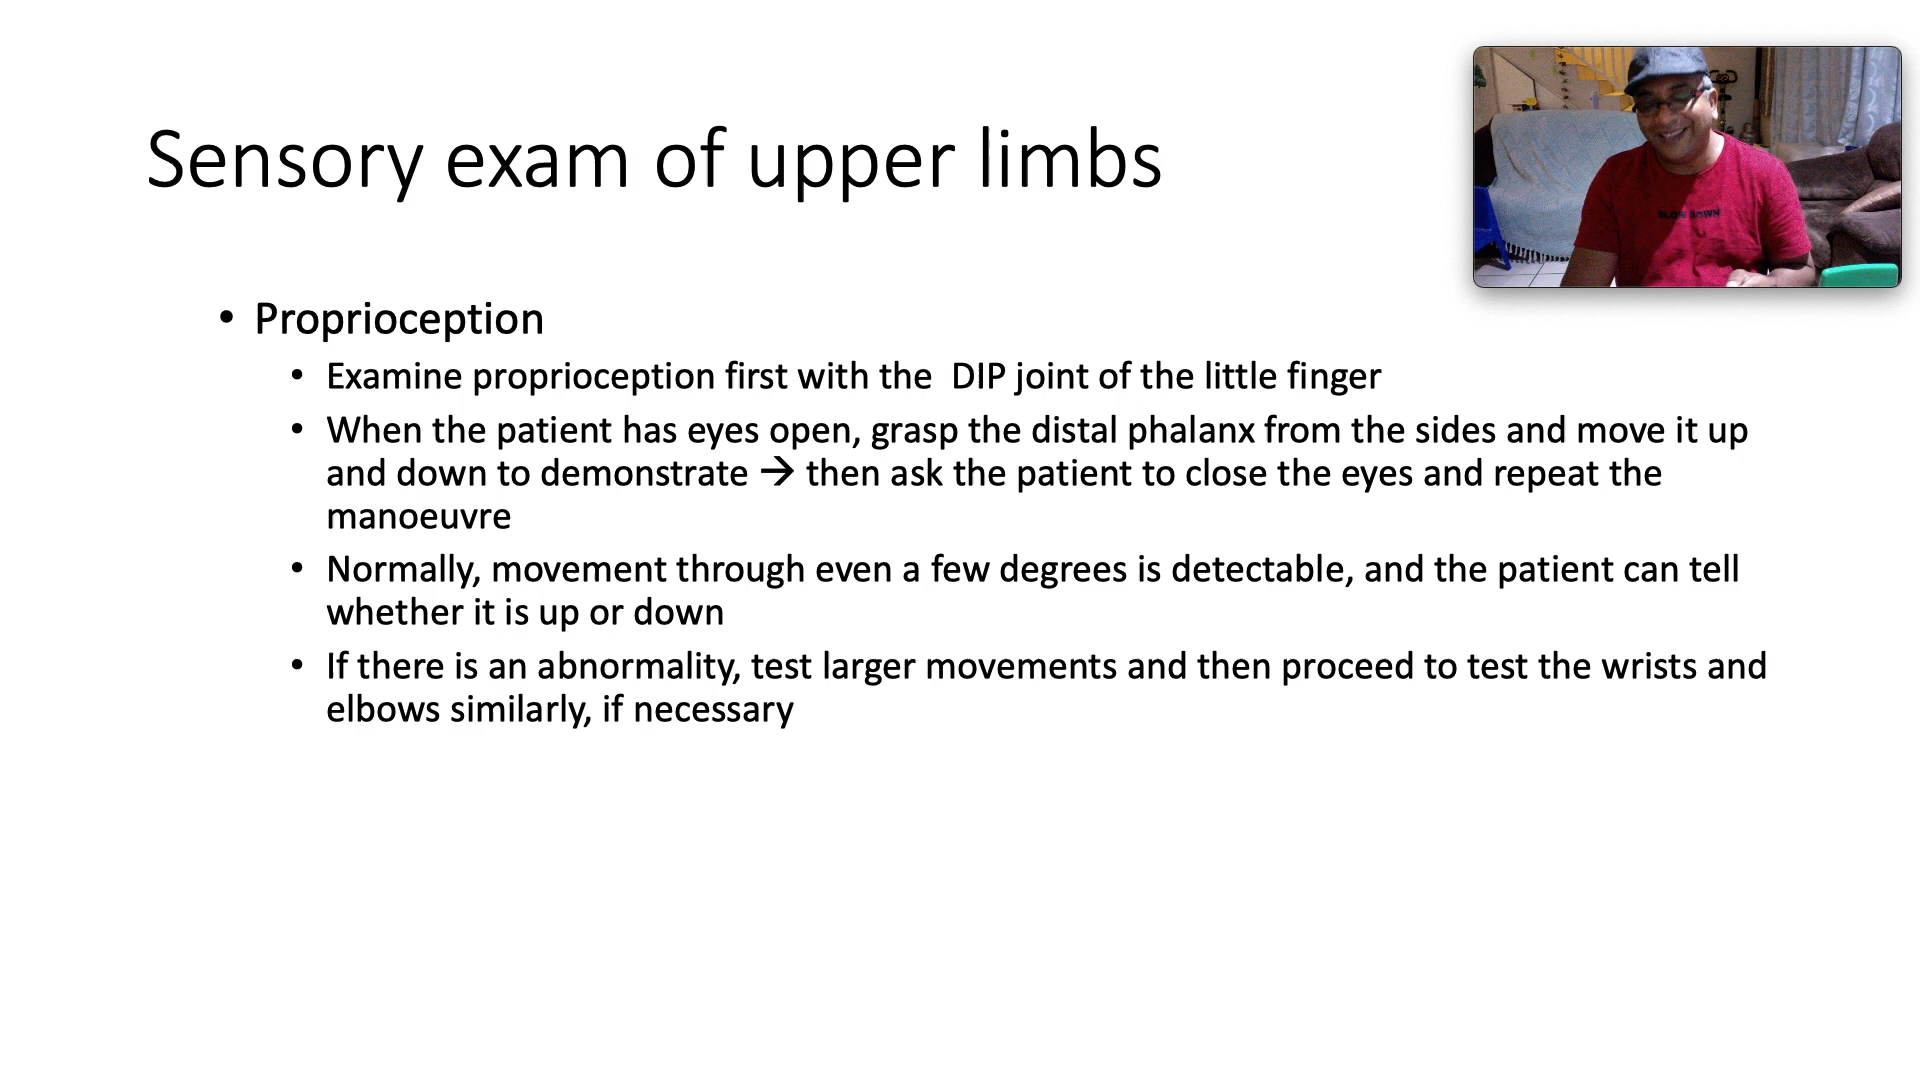 Sensory exam of upper limbs
• Proprioception
• Examine proprioception first with the  DIP joint of the little finger
• When the patient has eyes open, grasp the distal phalanx from the sides and move it up
and down to demonstrate → then ask the patient to close the eyes and repeat the
manoeuvre
• Normally, movement through even a few degrees is detectable, and the patient can tell
whether it is up or down
• If there is an abnormality, test larger movements and then proceed to test the wrists and
elbows similarly, if necessary